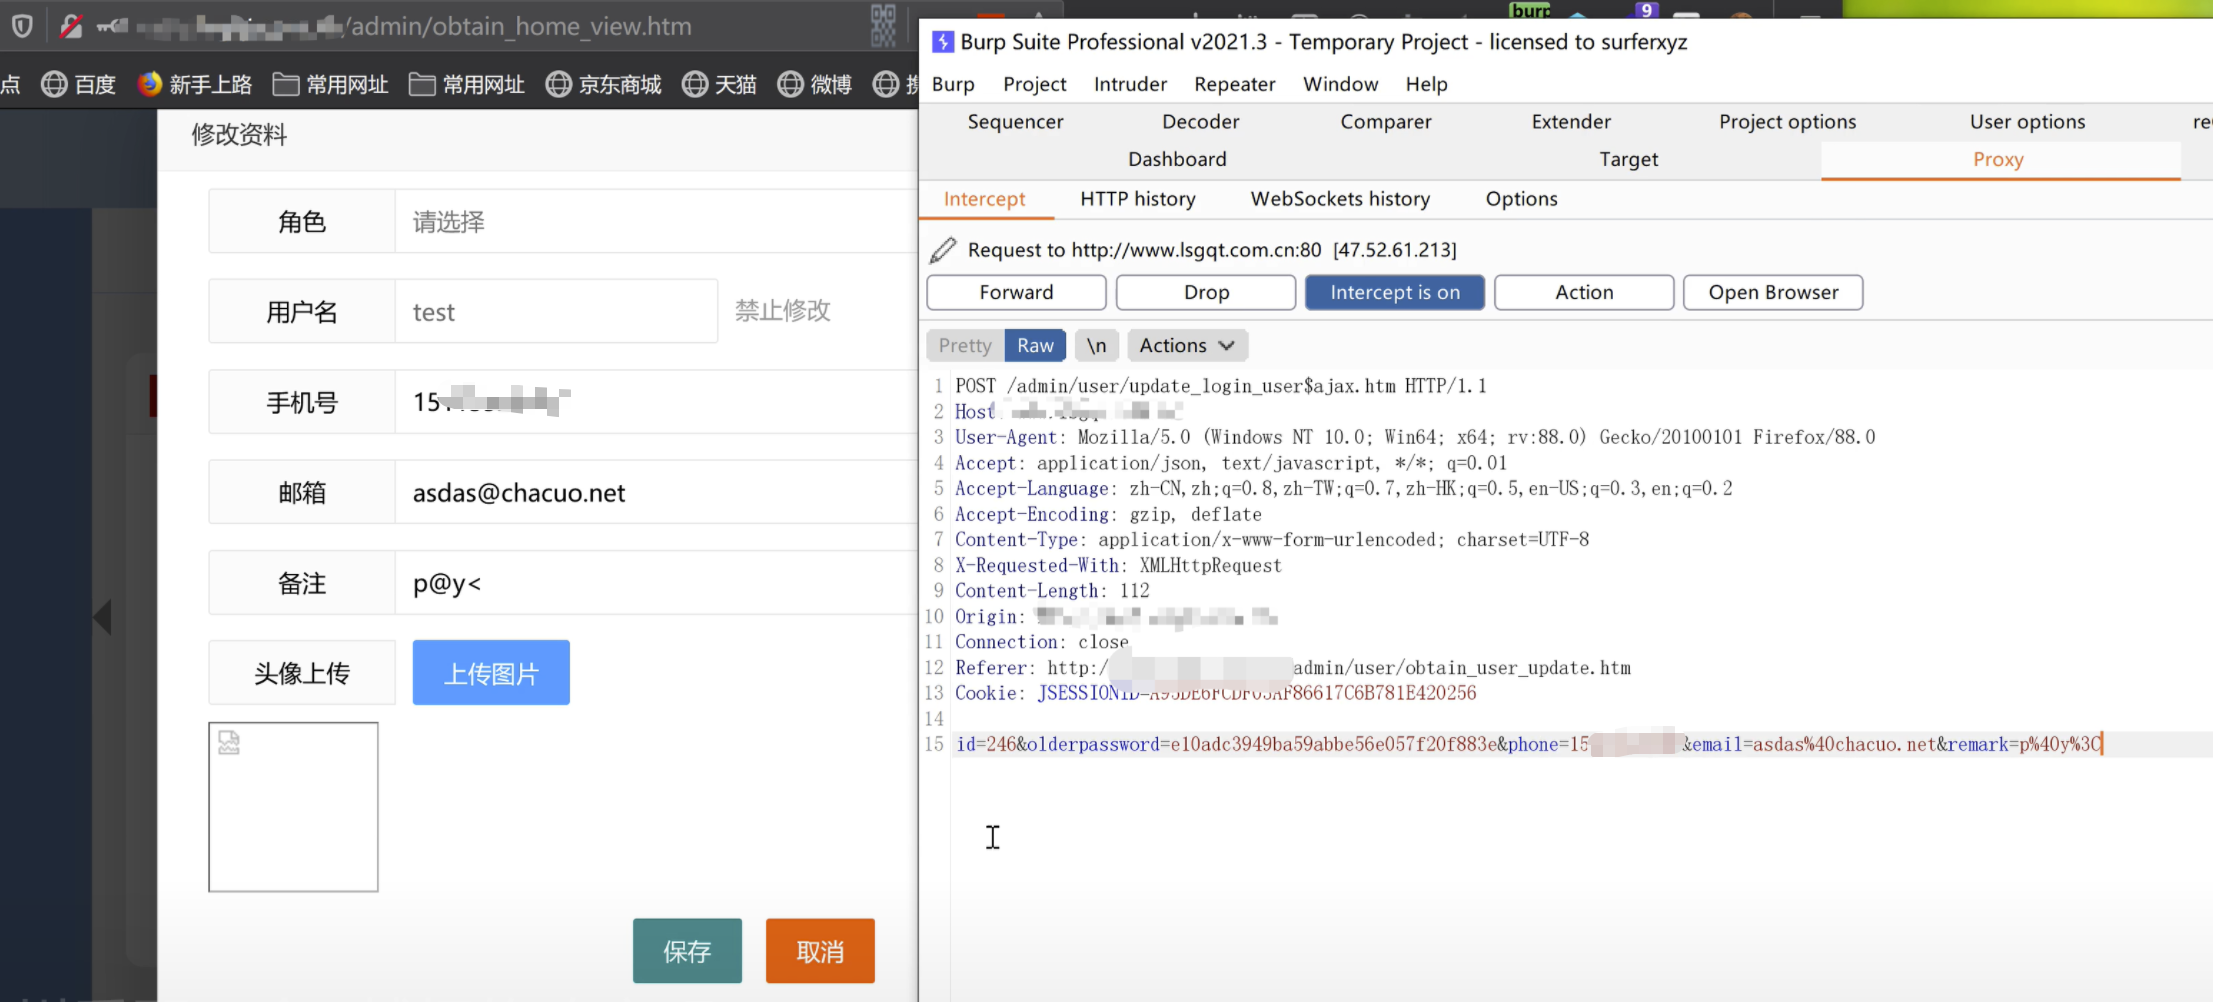 /admin/obtain_home_view.htm
点 百度 新手上路 常用网址 常用网址 京东商城 天猫 微博
修改资料
角色 请选择
用户名 test 禁止修改
手机号 15
邮箱 asdas@chacuo.net
备注 p@y<
头像上传 上传图片
保存 取消
burp 9
Burp Suite Professional v2021.3 - Temporary Project - licensed to surferxyz
Burp Project Intruder Repeater Window Help
Sequencer Decoder Comparer Extender Project options User options
Dashboard Target Proxy
Intercept HTTP history WebSockets history Options
Request to http://www.lsgqt.com.cn:80 [47.52.61.213]
Forward Drop Intercept is on Action Open Browser
Pretty Raw \n Actions
1 POST /admin/user/update_login_user$ajax.htm HTTP/1.1
2 Host
3 User-Agent: Mozilla/5.0 (Windows NT 10.0; Win64; x64; rv:88.0) Gecko/20100101 Firefox/88.0
4 Accept: application/json, text/javascript, */*; q=0.01
5 Accept-Language: zh-CN,zh;q=0.8,zh-TW;q=0.7,zh-HK;q=0.5,en-US;q=0.3,en;q=0.2
6 Accept-Encoding: gzip, deflate
7 Content-Type: application/x-www-form-urlencoded; charset=UTF-8
8 X-Requested-With: XMLHttpRequest
9 Content-Length: 112
10 Origin:
11 Connection: close
12 Referer: http:/ admin/user/obtain_user_update.htm
13 Cookie:
14
15 id=246&olderpassword=e10adc3949ba59abbe56e057f20f883e&phone=15 &email=asdas%40chacuo.net&remark=p%40y%3C